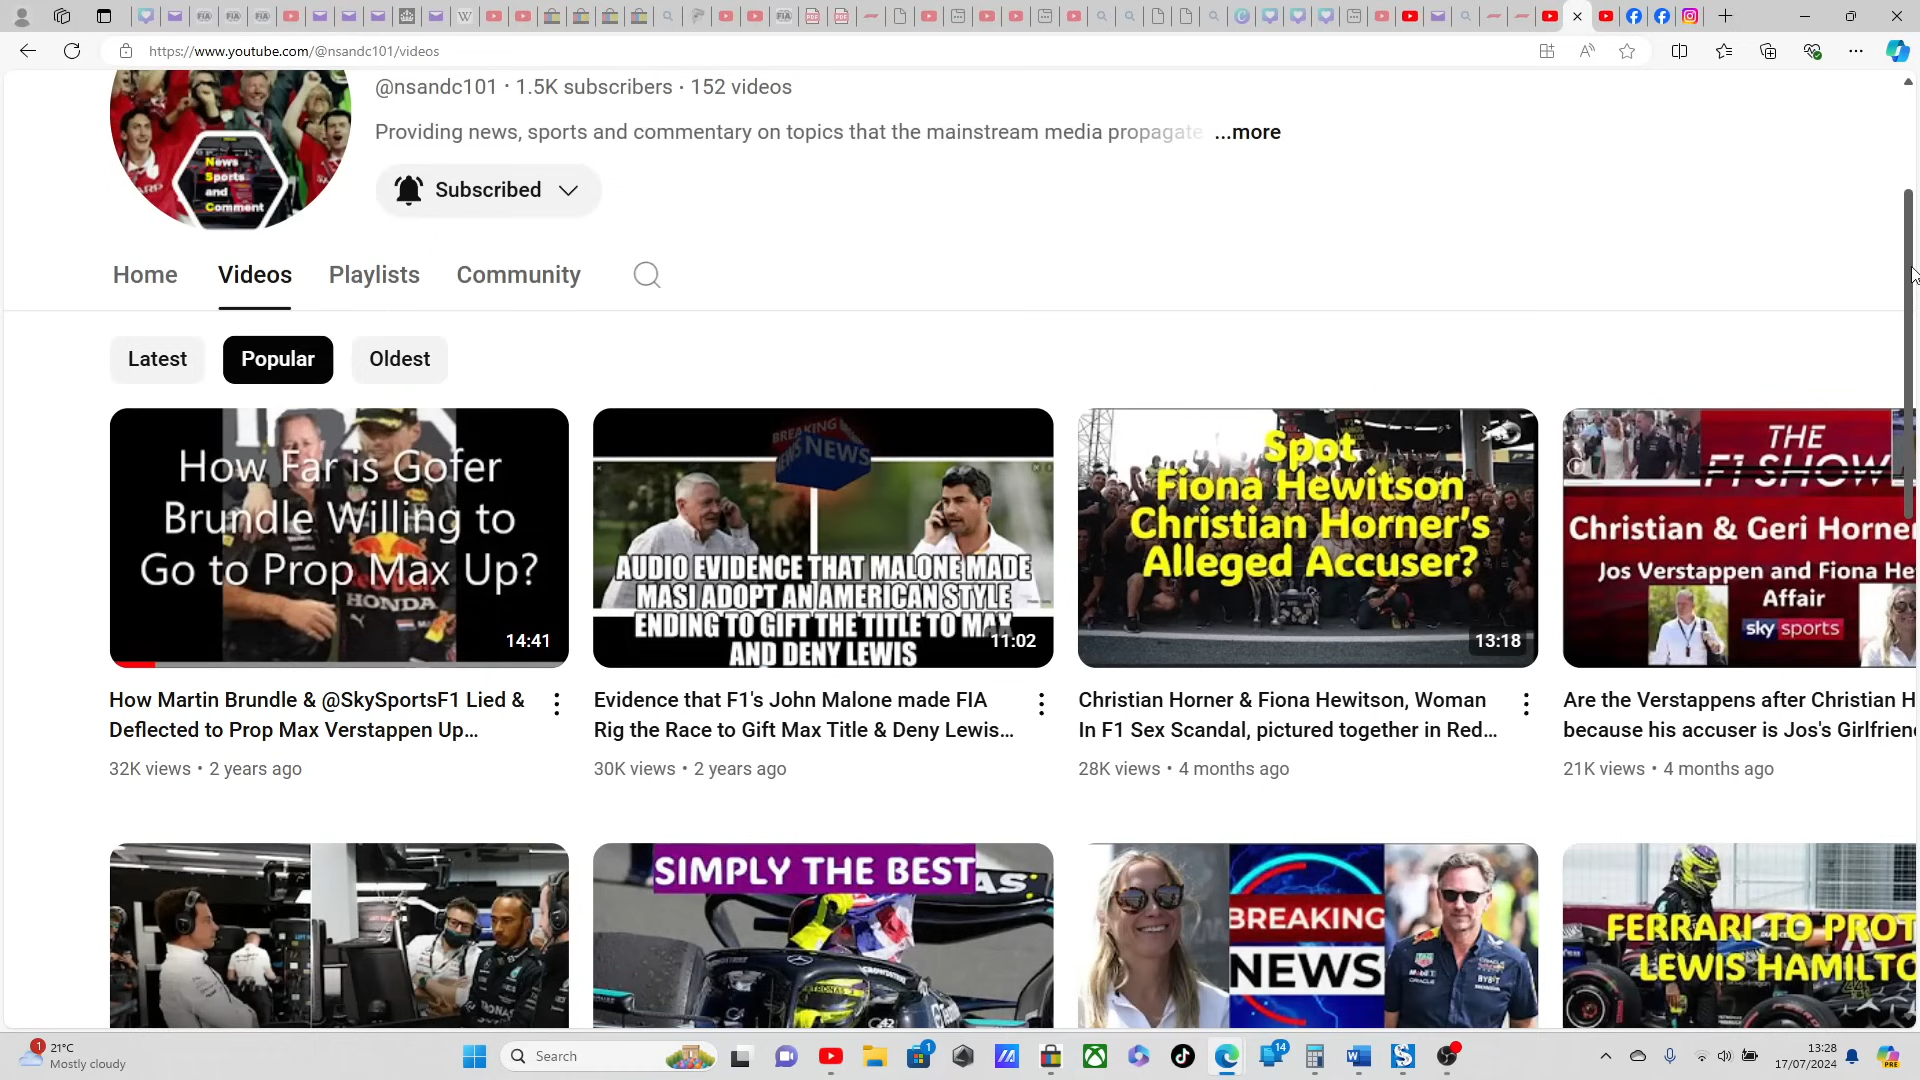 https://www.youtube.com/@nsandc101/videos
@nsandc101 · 1.5K subscribers · 152 videos
Providing news, sports and commentary on topics that the mainstream media propagate ...more
News
Sports
and
Comment
Subscribed
Home Videos Playlists Community
Latest Popular Oldest
How Far is Gofer
Brundle Willing to
Go to Prop Max Up?
HONDA
14:41
BREAKING
NEWS
AUDIO EVIDENCE THAT MALONE MADE
MASI ADOPT AN AMERICAN STYLE
ENDING TO GIFT THE TITLE TO MAX
AND DENY LEWIS
11:02
Spot
Fiona Hewitson
Christian Horner's
Alleged Accuser?
13:18
THE
F1 SHOW
Christian & Geri Horner
Jos Verstappen and Fiona He
Affair
sky sports
How Martin Brundle & @SkySportsF1 Lied &
Deflected to Prop Max Verstappen Up...
32K views • 2 years ago
Evidence that F1's John Malone made FIA
Rig the Race to Gift Max Title & Deny Lewis...
30K views • 2 years ago
Christian Horner & Fiona Hewitson, Woman
In F1 Sex Scandal, pictured together in Red...
28K views • 4 months ago
Are the Verstappens after Christian H
because his accuser is Jos's Girlfrien
21K views • 4 months ago
SIMPLY THE BEST
BREAKING
NEWS
FERRARI TO PROT
LEWIS HAMILTO
21°C
Mostly cloudy
Search
13:28
17/07/2024